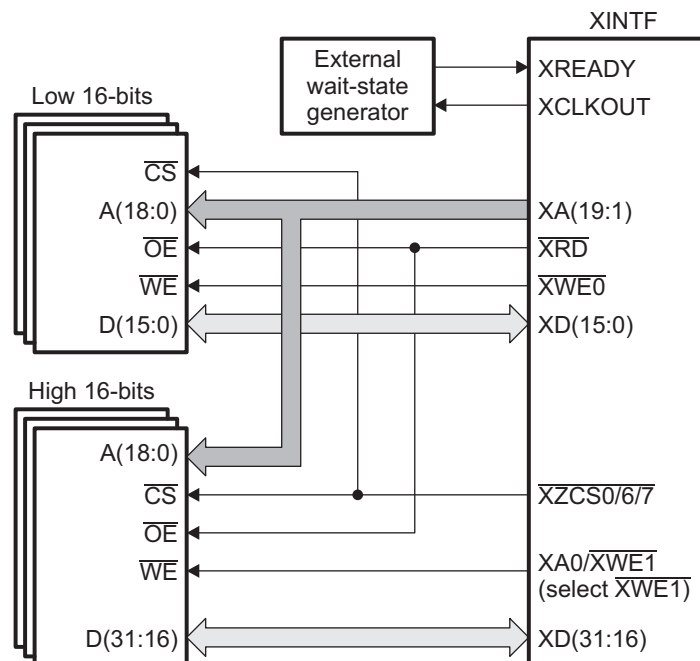 XINTF
External
wait-state
generator
XREADY
XCLKOUT
Low 16-bits
CS
A(18:0)
OE
WE
D(15:0)
XA(19:1)
XRD
XWE0
XD(15:0)
High 16-bits
A(18:0)
CS
OE
WE
D(31:16)
XZCS0/6/7
XA0/XWE1
(select XWE1)
XD(31:16)